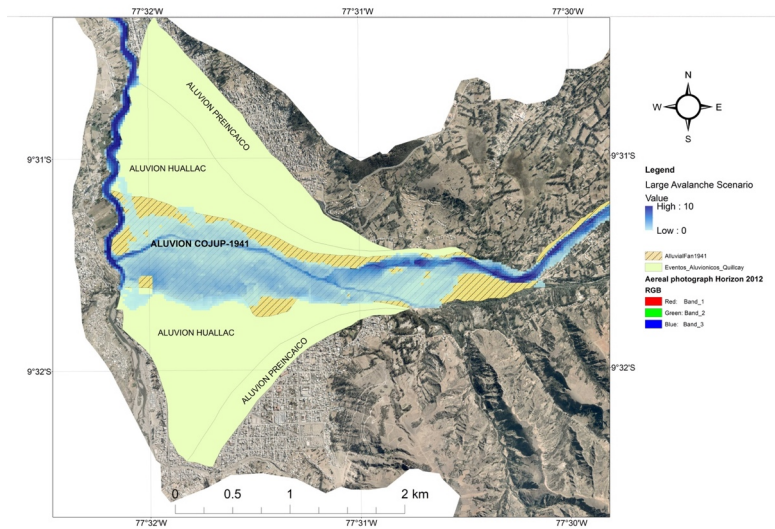 77°32'W 77°31'W 77°30'W
9°31'S 9°31'S
9°32'S 9°32'S
ALUVION PREINCAICO
ALUVION HUALLAC
ALUVION COJUP-1941
ALUVION HUALLAC
ALUVION PREINCAICO
0 0.5 1 2 km
77°32'W 77°31'W 77°30'W
N
W E
S
Legend
Large Avalanche Scenario
Value
High : 10
Low : 0
AlluvialFan1941
Eventos_Aluvionicos_Quillcay
Aereal photograph Horizon 2012
RGB
Red: Band_1
Green: Band_2
Blue: Band_3